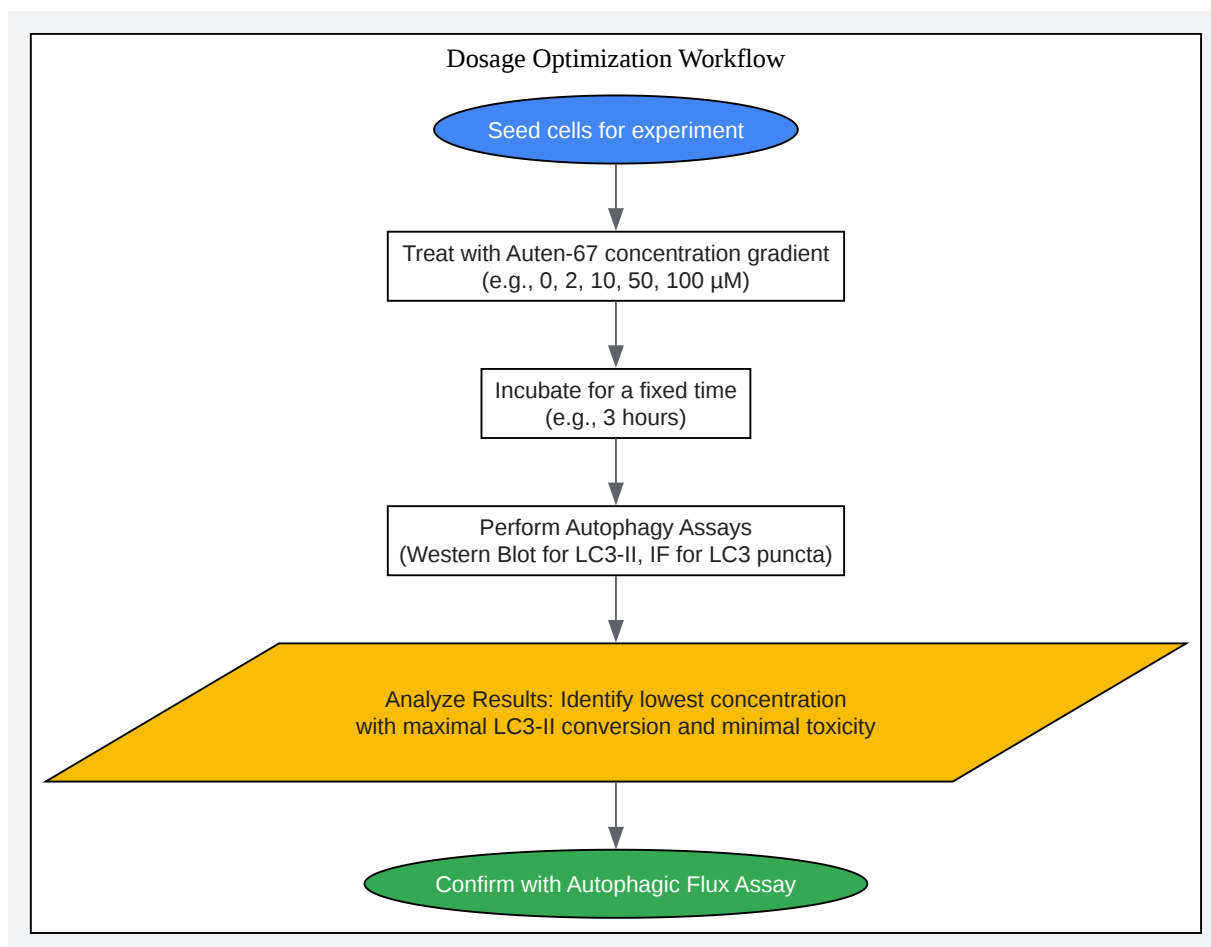 Dosage Optimization Workflow
Seed cells for experiment
Treat with Auten-67 concentration gradient
(e.g., 0, 2, 10, 50, 100 µM)
Incubate for a fixed time
(e.g., 3 hours)
Perform Autophagy Assays
(Western Blot for LC3-II, IF for LC3 puncta)
Analyze Results: Identify lowest concentration
with maximal LC3-II conversion and minimal toxicity
Confirm with Autophagic Flux Assay